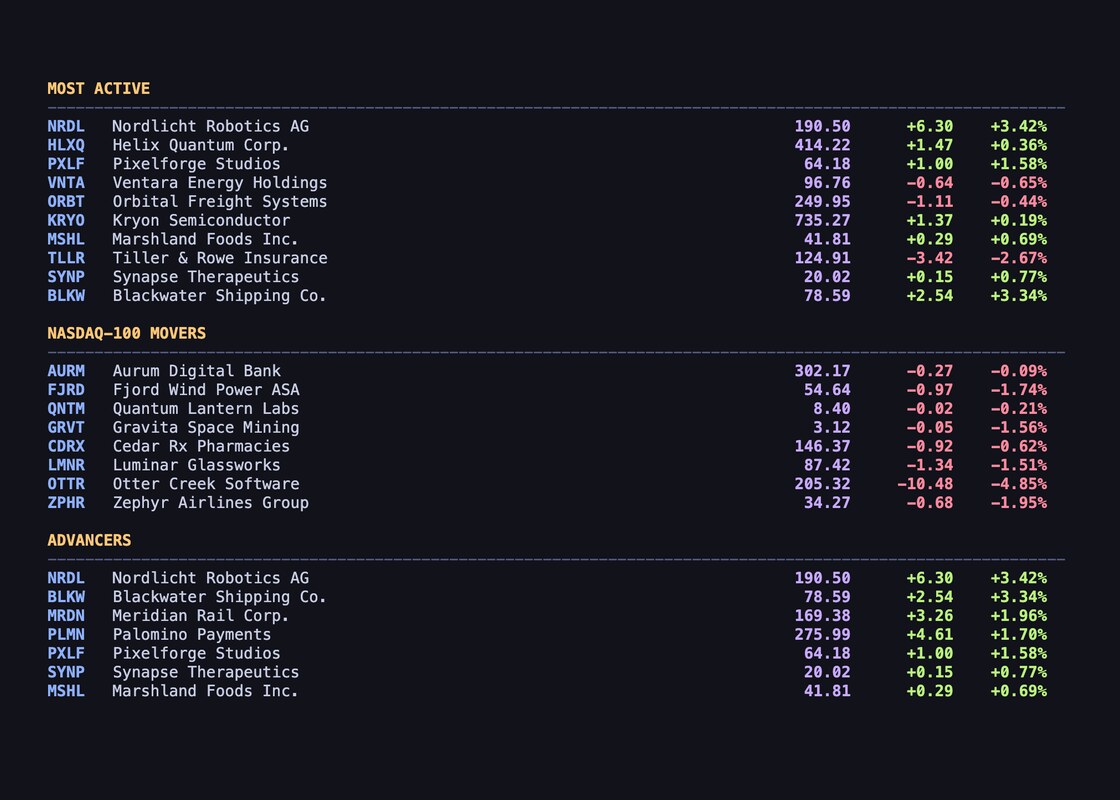 MOST ACTIVE
NRDL Nordlicht Robotics AG 190.50 +6.30 +3.42%
HLXQ Helix Quantum Corp. 414.22 +1.47 +0.36%
PXLF Pixelforge Studios 64.18 +1.00 +1.58%
VNTA Ventara Energy Holdings 96.76 −0.64 −0.65%
ORBT Orbital Freight Systems 249.95 −1.11 −0.44%
KRYO Kryon Semiconductor 735.27 +1.37 +0.19%
MSHL Marshland Foods Inc. 41.81 +0.29 +0.69%
TLLR Tiller & Rowe Insurance 124.91 −3.42 −2.67%
SYNP Synapse Therapeutics 20.02 +0.15 +0.77%
BLKW Blackwater Shipping Co. 78.59 +2.54 +3.34%
NASDAQ−100 MOVERS
AURM Aurum Digital Bank 302.17 −0.27 −0.09%
FJRD Fjord Wind Power ASA 54.64 −0.97 −1.74%
QNTM Quantum Lantern Labs 8.40 −0.02 −0.21%
GRVT Gravita Space Mining 3.12 −0.05 −1.56%
CDRX Cedar Rx Pharmacies 146.37 −0.92 −0.62%
LMNR Luminar Glassworks 87.42 −1.34 −1.51%
OTTR Otter Creek Software 205.32 −10.48 −4.85%
ZPHR Zephyr Airlines Group 34.27 −0.68 −1.95%
ADVANCERS
NRDL Nordlicht Robotics AG 190.50 +6.30 +3.42%
BLKW Blackwater Shipping Co. 78.59 +2.54 +3.34%
MRDN Meridian Rail Corp. 169.38 +3.26 +1.96%
PLMN Palomino Payments 275.99 +4.61 +1.70%
PXLF Pixelforge Studios 64.18 +1.00 +1.58%
SYNP Synapse Therapeutics 20.02 +0.15 +0.77%
MSHL Marshland Foods Inc. 41.81 +0.29 +0.69%